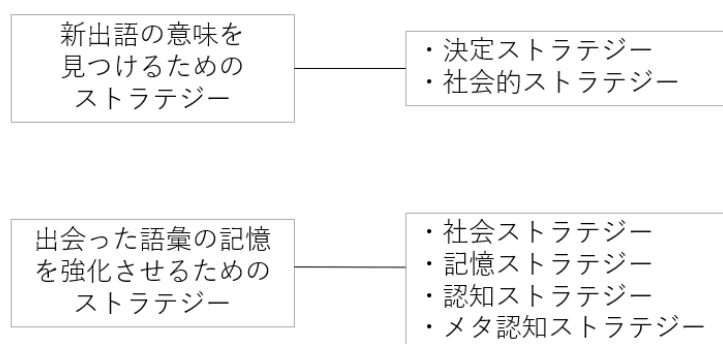 新出語の意味を
見つけるための
ストラテジー
・決定ストラテジー
・社会的ストラテジー
出会った語彙の記憶
を強化させるための
ストラテジー
・社会ストラテジー
・記憶ストラテジー
・認知ストラテジー
・メタ認知ストラテジー